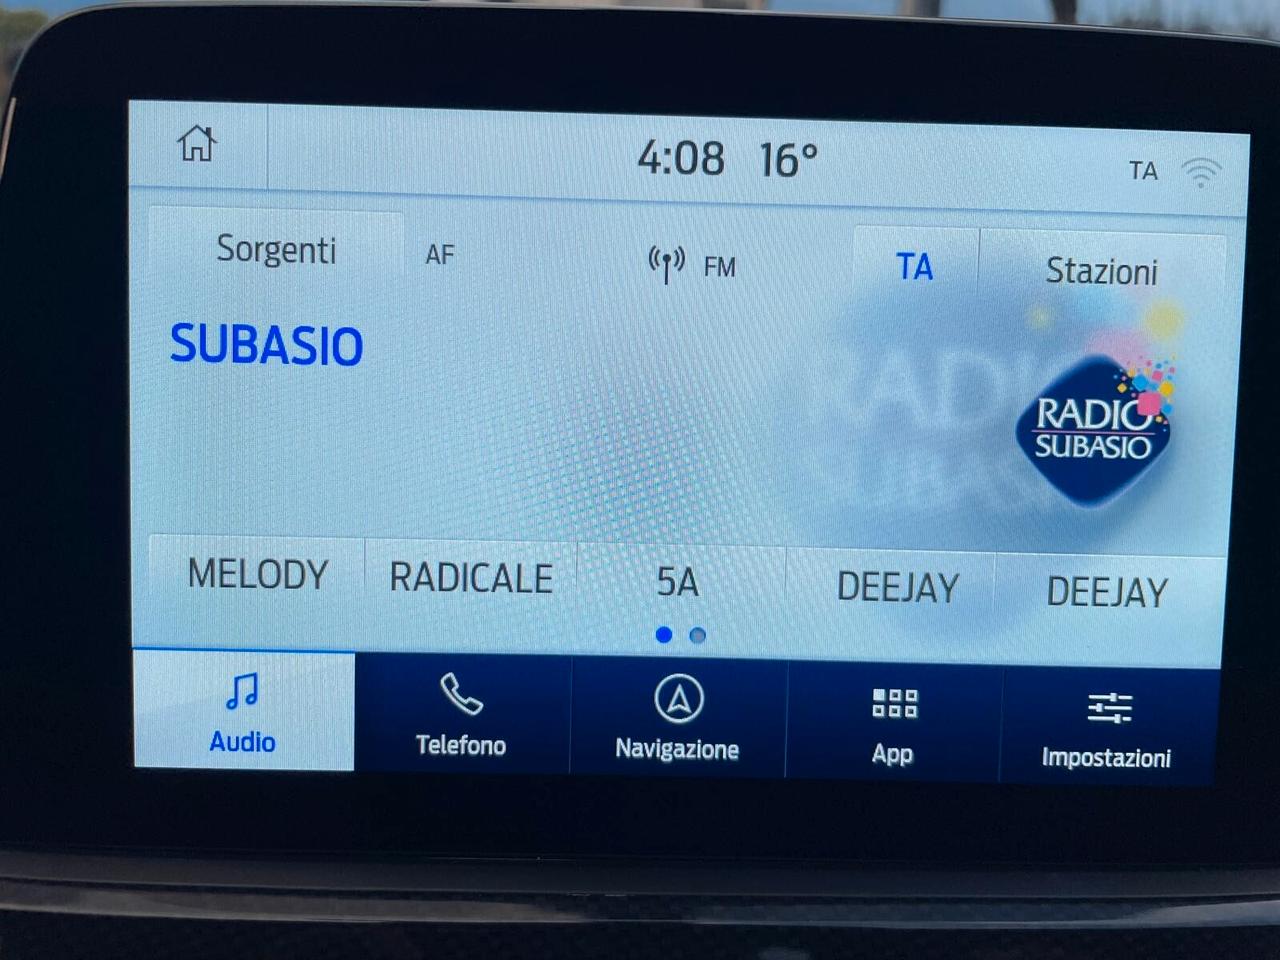 4:08 16° TA
Sorgenti AF FM TA Stazioni
SUBASIO
RADIO
SUBASIO
MELODY RADICALE 5A DEEJAY DEEJAY
Audio Telefono Navigazione App Impostazioni